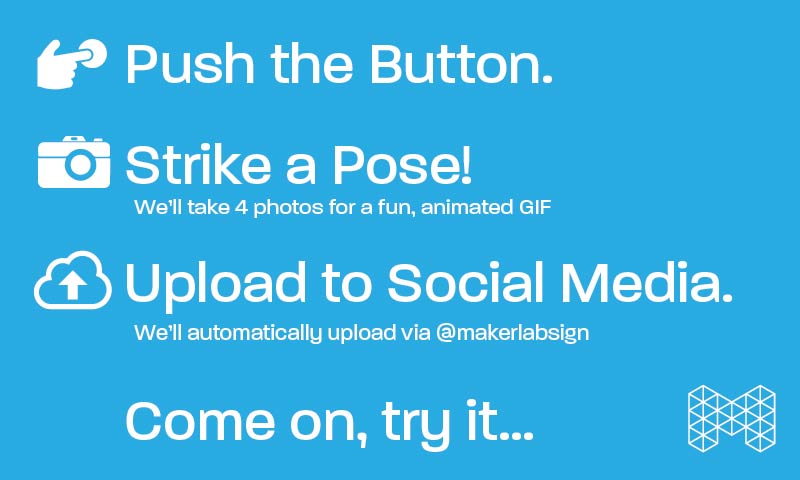 Push the Button.
Strike a Pose!
We'll take 4 photos for a fun, animated GIF
Upload to Social Media.
We'll automatically upload via @makerlabsign
Come on, try it...